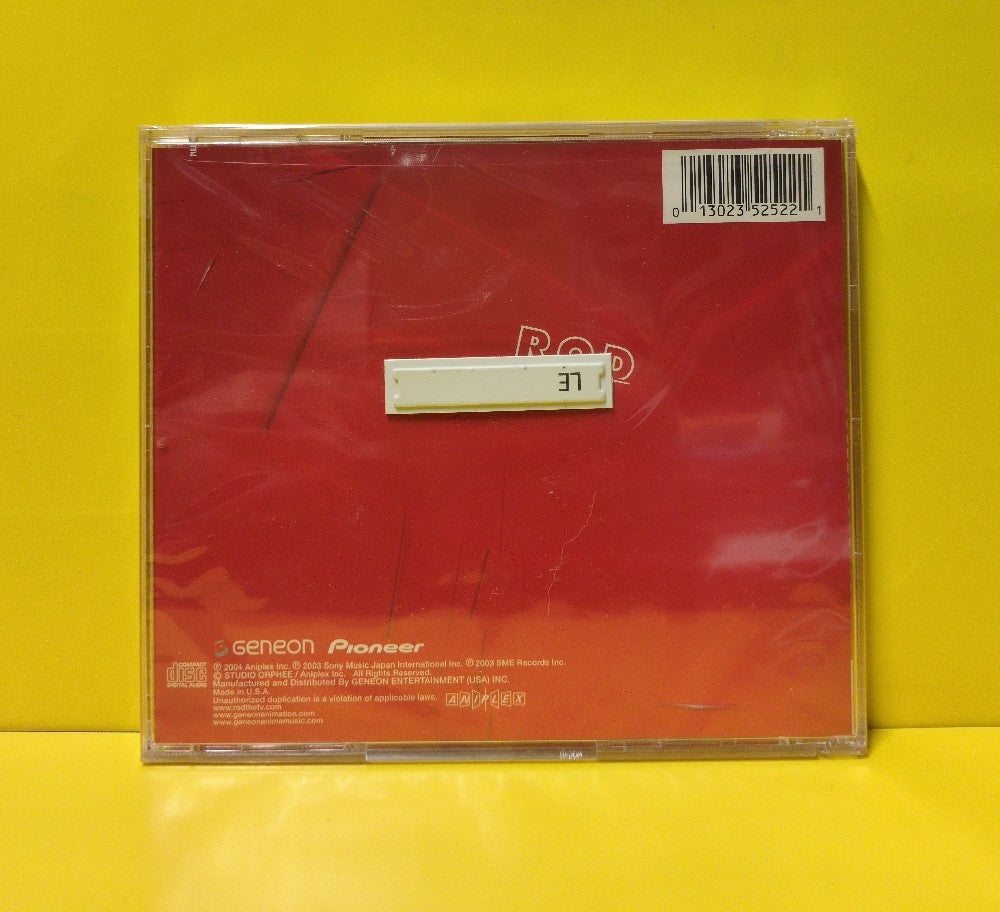 0 13023 52522 1
R.O.D
LE
GENEON Pioneer
COMPACT
disc
DIGITAL AUDIO
℗ 2004 Aniplex Inc. ℗ 2003 Sony Music Japan International Inc. ℗ 2003 SME Records Inc.
© STUDIO ORPHEE / Aniplex Inc. All Rights Reserved.
Manufactured and Distributed By GENEON ENTERTAINMENT (USA) INC.
Made in U.S.A.
Unauthorized duplication is a violation of applicable laws.
ANIPLEX
www.rodthetv.com
www.geneonanimation.com
www.geneonanimemusic.com